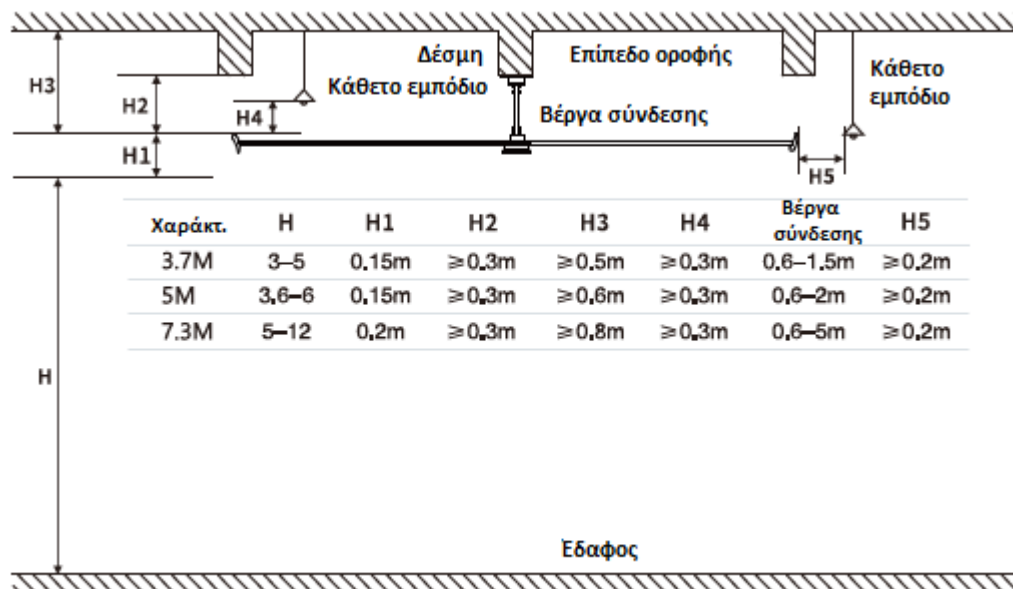 Δέσμη
Επίπεδο οροφής
Κάθετο
εμπόδιο
H3
H2
Κάθετο εμπόδιο
H4
Βέργα σύνδεσης
H1
H5
Χαράκτ. H H1 H2 H3 H4 Βέργα σύνδεσης H5
3.7M 3–5 0.15m ≥0.3m ≥0.5m ≥0.3m 0.6–1.5m ≥0.2m
5M 3.6–6 0.15m ≥0.3m ≥0.6m ≥0.3m 0.6–2m ≥0.2m
7.3M 5–12 0.2m ≥0.3m ≥0.8m ≥0.3m 0.6–5m ≥0.2m
H
Έδαφος